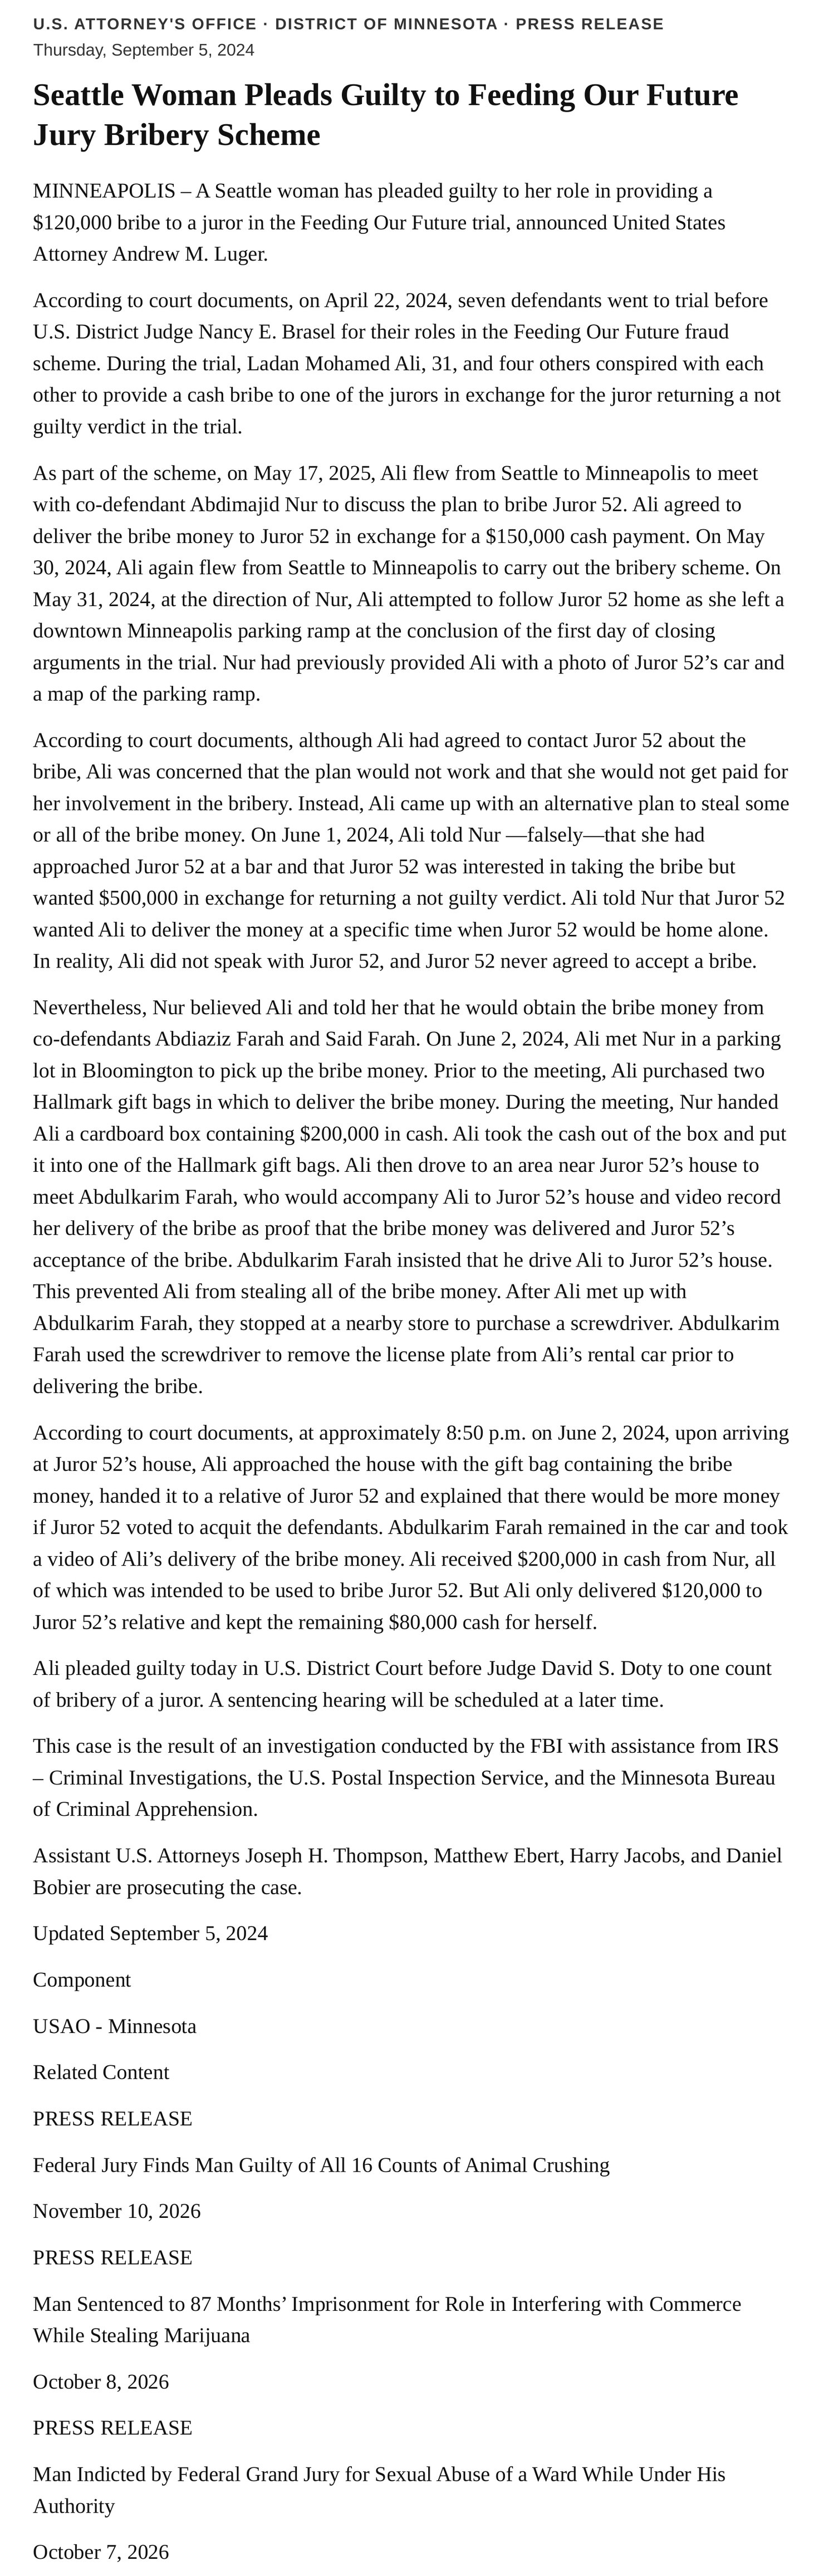 U.S. ATTORNEY'S OFFICE · DISTRICT OF MINNESOTA · PRESS RELEASE
Thursday, September 5, 2024
Seattle Woman Pleads Guilty to Feeding Our Future
Jury Bribery Scheme
MINNEAPOLIS – A Seattle woman has pleaded guilty to her role in providing a
$120,000 bribe to a juror in the Feeding Our Future trial, announced United States
Attorney Andrew M. Luger.
According to court documents, on April 22, 2024, seven defendants went to trial before
U.S. District Judge Nancy E. Brasel for their roles in the Feeding Our Future fraud
scheme. During the trial, Ladan Mohamed Ali, 31, and four others conspired with each
other to provide a cash bribe to one of the jurors in exchange for the juror returning a not
guilty verdict in the trial.
As part of the scheme, on May 17, 2025, Ali flew from Seattle to Minneapolis to meet
with co-defendant Abdimajid Nur to discuss the plan to bribe Juror 52. Ali agreed to
deliver the bribe money to Juror 52 in exchange for a $150,000 cash payment. On May
30, 2024, Ali again flew from Seattle to Minneapolis to carry out the bribery scheme. On
May 31, 2024, at the direction of Nur, Ali attempted to follow Juror 52 home as she left a
downtown Minneapolis parking ramp at the conclusion of the first day of closing
arguments in the trial. Nur had previously provided Ali with a photo of Juror 52’s car and
a map of the parking ramp.
According to court documents, although Ali had agreed to contact Juror 52 about the
bribe, Ali was concerned that the plan would not work and that she would not get paid for
her involvement in the bribery. Instead, Ali came up with an alternative plan to steal some
or all of the bribe money. On June 1, 2024, Ali told Nur —falsely—that she had
approached Juror 52 at a bar and that Juror 52 was interested in taking the bribe but
wanted $500,000 in exchange for returning a not guilty verdict. Ali told Nur that Juror 52
wanted Ali to deliver the money at a specific time when Juror 52 would be home alone.
In reality, Ali did not speak with Juror 52, and Juror 52 never agreed to accept a bribe.
Nevertheless, Nur believed Ali and told her that he would obtain the bribe money from
co-defendants Abdiaziz Farah and Said Farah. On June 2, 2024, Ali met Nur in a parking
lot in Bloomington to pick up the bribe money. Prior to the meeting, Ali purchased two
Hallmark gift bags in which to deliver the bribe money. During the meeting, Nur handed
Ali a cardboard box containing $200,000 in cash. Ali took the cash out of the box and put
it into one of the Hallmark gift bags. Ali then drove to an area near Juror 52’s house to
meet Abdulkarim Farah, who would accompany Ali to Juror 52’s house and video record
her delivery of the bribe as proof that the bribe money was delivered and Juror 52’s
acceptance of the bribe. Abdulkarim Farah insisted that he drive Ali to Juror 52’s house.
This prevented Ali from stealing all of the bribe money. After Ali met up with
Abdulkarim Farah, they stopped at a nearby store to purchase a screwdriver. Abdulkarim
Farah used the screwdriver to remove the license plate from Ali’s rental car prior to
delivering the bribe.
According to court documents, at approximately 8:50 p.m. on June 2, 2024, upon arriving
at Juror 52’s house, Ali approached the house with the gift bag containing the bribe
money, handed it to a relative of Juror 52 and explained that there would be more money
if Juror 52 voted to acquit the defendants. Abdulkarim Farah remained in the car and took
a video of Ali’s delivery of the bribe money. Ali received $200,000 in cash from Nur, all
of which was intended to be used to bribe Juror 52. But Ali only delivered $120,000 to
Juror 52’s relative and kept the remaining $80,000 cash for herself.
Ali pleaded guilty today in U.S. District Court before Judge David S. Doty to one count
of bribery of a juror. A sentencing hearing will be scheduled at a later time.
This case is the result of an investigation conducted by the FBI with assistance from IRS
– Criminal Investigations, the U.S. Postal Inspection Service, and the Minnesota Bureau
of Criminal Apprehension.
Assistant U.S. Attorneys Joseph H. Thompson, Matthew Ebert, Harry Jacobs, and Daniel
Bobier are prosecuting the case.
Updated September 5, 2024
Component
USAO - Minnesota
Related Content
PRESS RELEASE
Federal Jury Finds Man Guilty of All 16 Counts of Animal Crushing
November 10, 2026
PRESS RELEASE
Man Sentenced to 87 Months’ Imprisonment for Role in Interfering with Commerce
While Stealing Marijuana
October 8, 2026
PRESS RELEASE
Man Indicted by Federal Grand Jury for Sexual Abuse of a Ward While Under His
Authority
October 7, 2026